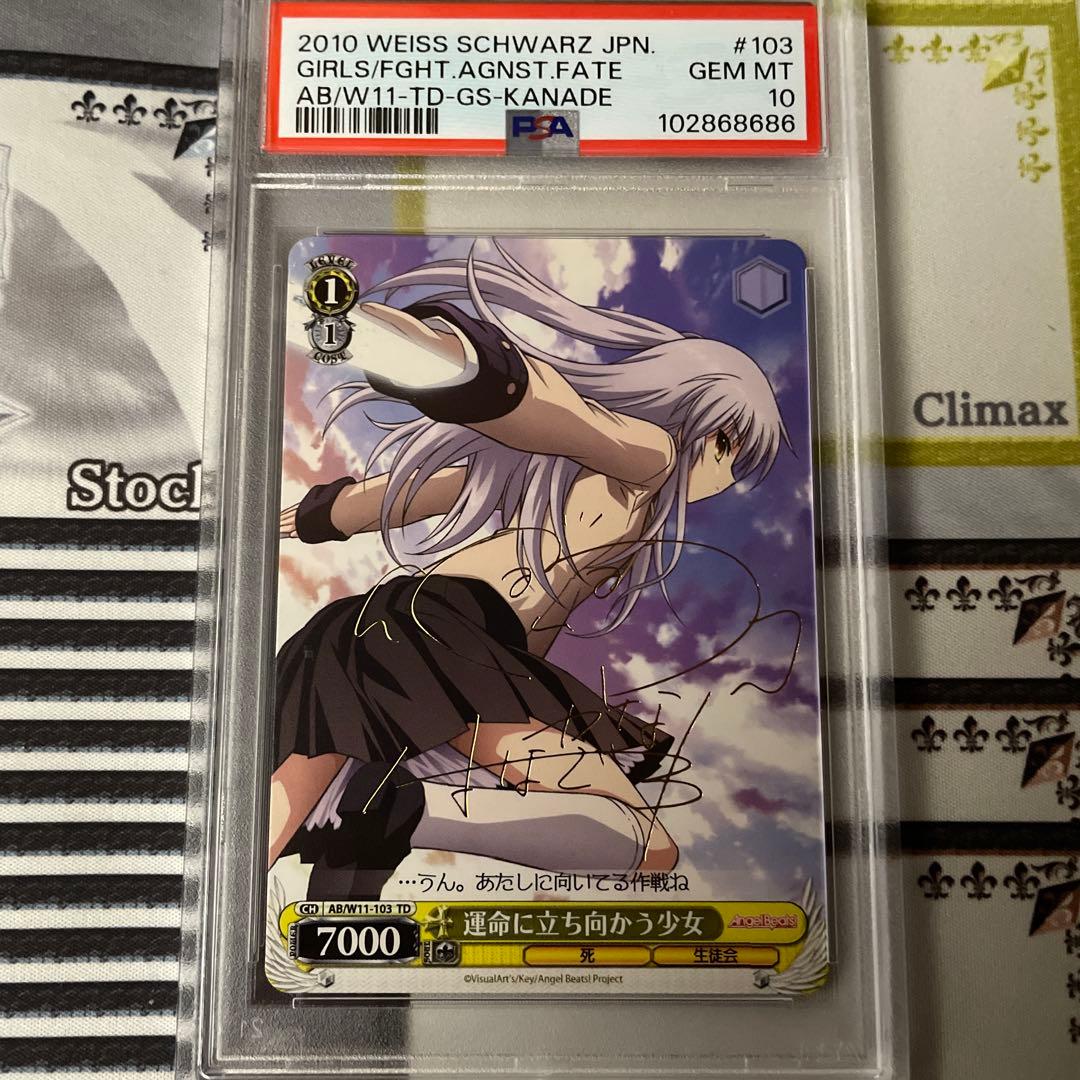 2010 WEISS SCHWARZ JPN. #103
GIRLS/FGHT.AGNST.FATE GEM MT
AB/W11-TD-GS-KANADE 10
PSA 102868686
LEVEL
1
1
COST
Climax
Stock
…うん。あたしに向いてる作戦ね
CH AB/W11-103 TD
運命に立ち向かう少女
Angel Beats!
POWER 7000
SOUL
死 生徒会
©VisualArt's/Key/Angel Beats! Project